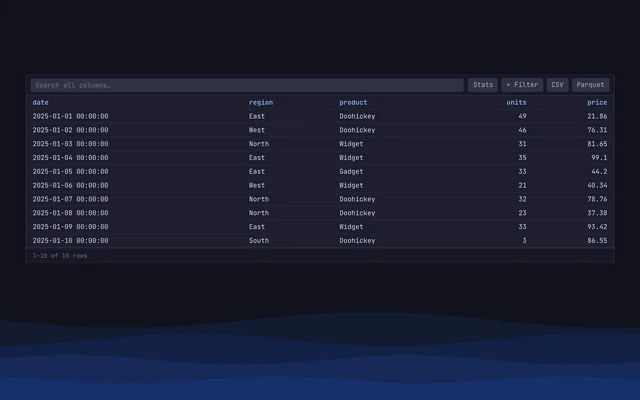 Search all columns… Stats + Filter CSV Parquet
date region product units price
2025-01-01 00:00:00 East Doohickey 49 21.86
2025-01-02 00:00:00 West Doohickey 46 76.31
2025-01-03 00:00:00 North Widget 31 81.65
2025-01-04 00:00:00 East Widget 35 99.1
2025-01-05 00:00:00 East Gadget 33 44.2
2025-01-06 00:00:00 West Widget 21 40.34
2025-01-07 00:00:00 North Doohickey 32 78.76
2025-01-08 00:00:00 North Doohickey 23 37.38
2025-01-09 00:00:00 East Widget 33 93.42
2025-01-10 00:00:00 South Doohickey 3 86.55
1–10 of 10 rows